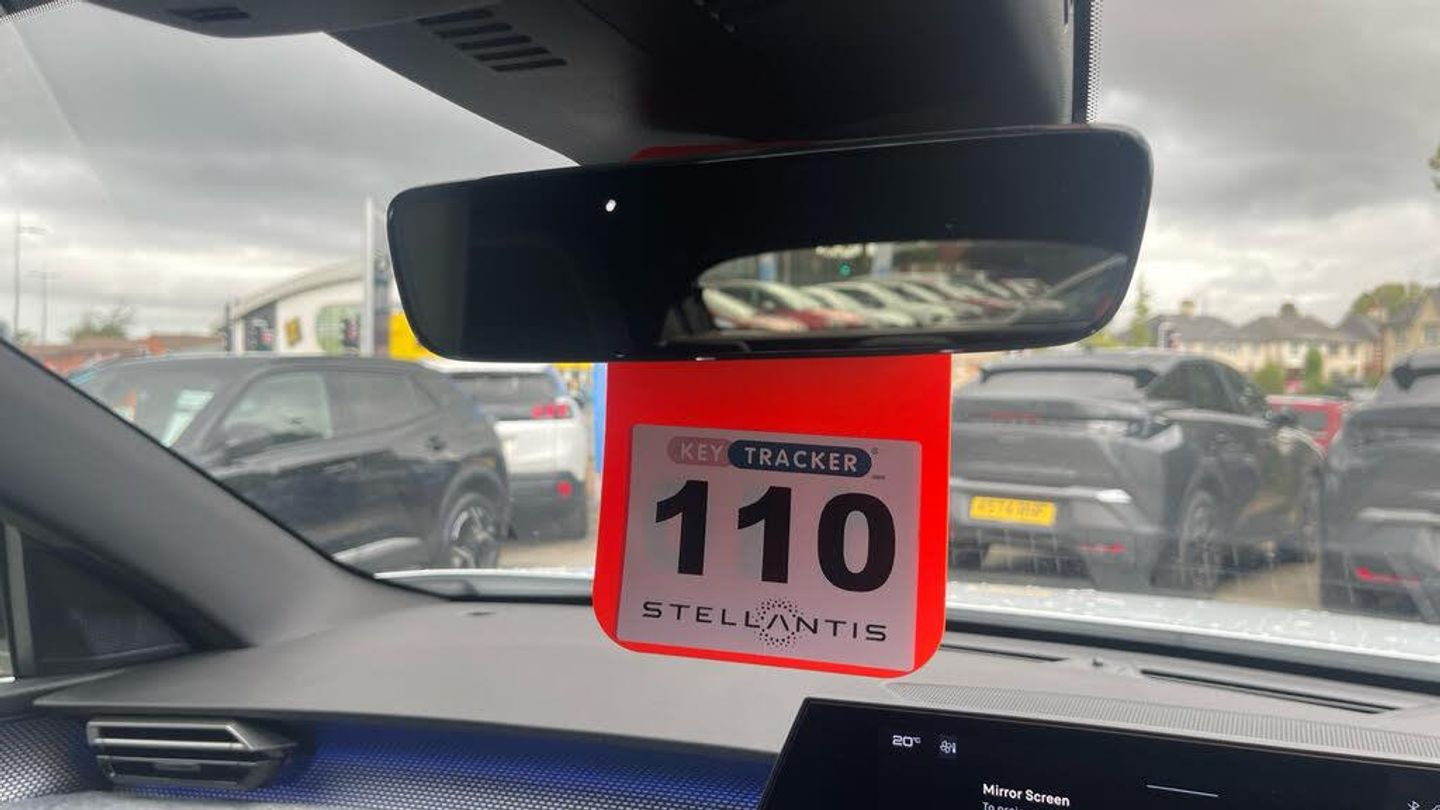 KEY TRACKER
110
STELLANTIS
20°C
Mirror Screen